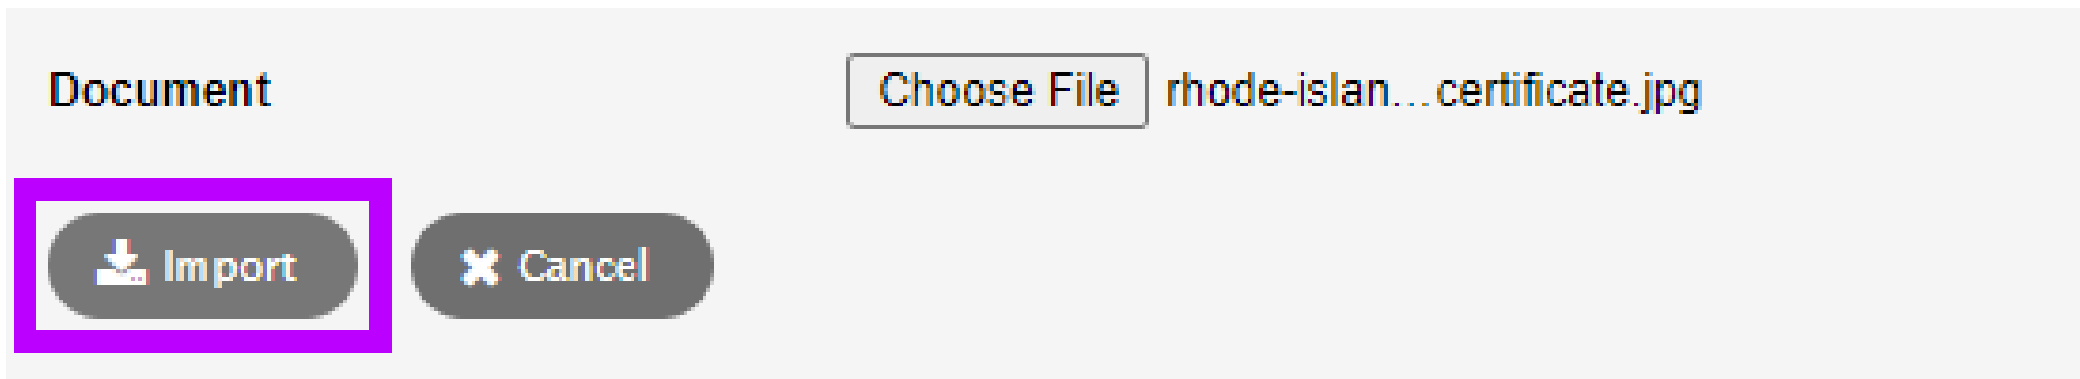 Document Choose File rhode-islan...certificate.jpg
Import Cancel